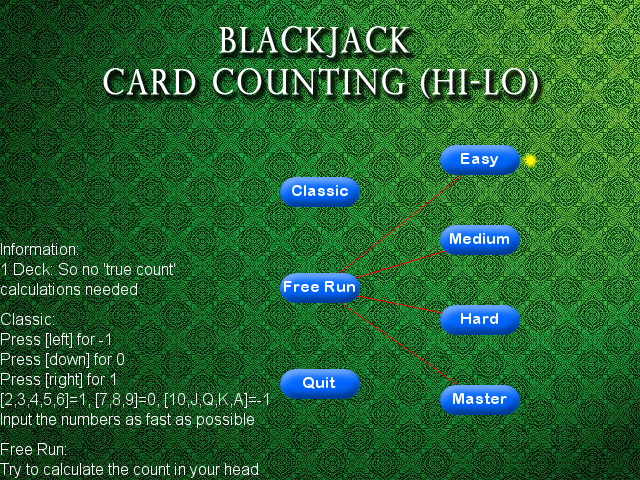 BLACKJACK
CARD COUNTING (HI-LO)
Easy
Classic
Medium
Information:
1 Deck: So no 'true count'
calculations needed
Free Run
Classic:
Press [left] for -1
Hard
Press [down] for 0
Press [right] for 1
Quit
[2,3,4,5,6]=1, [7,8,9]=0, [10,J,Q,K,A]=-1
Master
Input the numbers as fast as possible
Free Run:
Try to calculate the count in your head